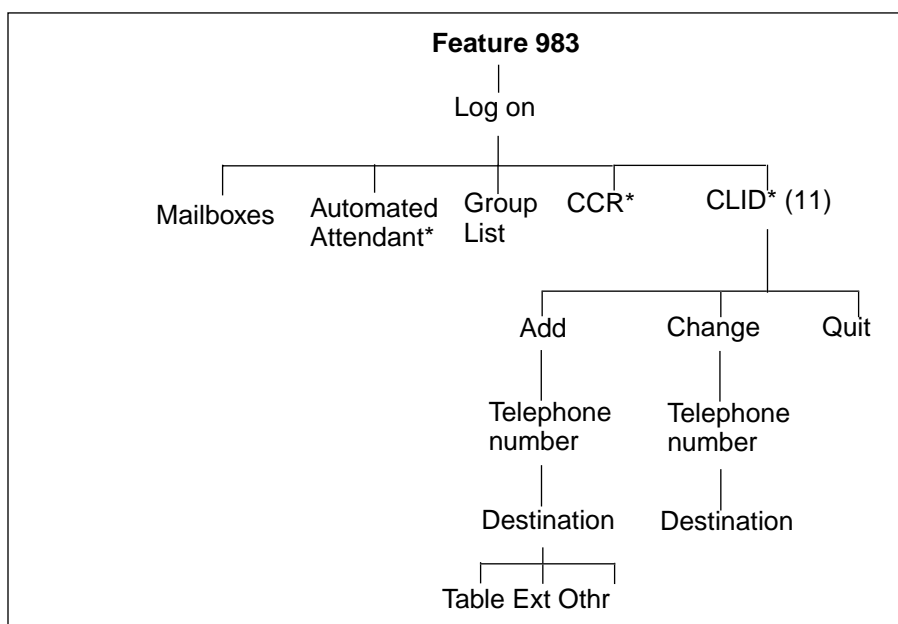 Feature 983
Log on
Mailboxes
Automated
Attendant*
Group
List
CCR*
CLID* (11)
Add
Change
Quit
Telephone
number
Telephone
number
Destination
Destination
Table Ext Othr